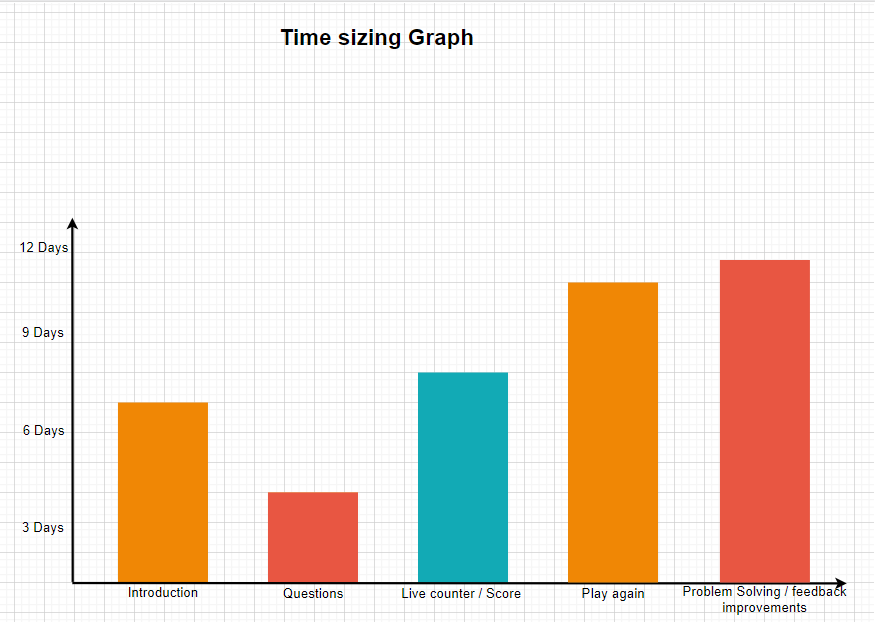 Time sizing Graph
12 Days
9 Days
6 Days
3 Days
Introduction
Questions
Live counter / Score
Play again
Problem Solving / feedback
improvements